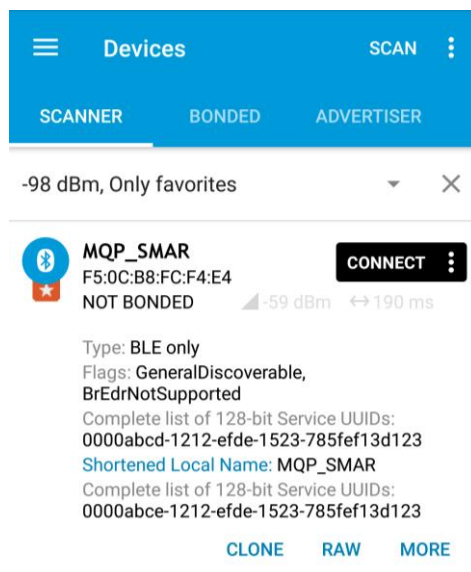 Devices SCAN
SCANNER BONDED ADVERTISER
-98 dBm, Only favorites
MQP_SMAR
CONNECT
F5:0C:B8:FC:F4:E4
NOT BONDED -59 dBm ↔190 ms
Type: BLE only
Flags: GeneralDiscoverable,
BrEdrNotSupported
Complete list of 128-bit Service UUIDs:
0000abcd-1212-efde-1523-785fef13d123
Shortened Local Name: MQP_SMAR
Complete list of 128-bit Service UUIDs:
0000abce-1212-efde-1523-785fef13d123
CLONE RAW MORE